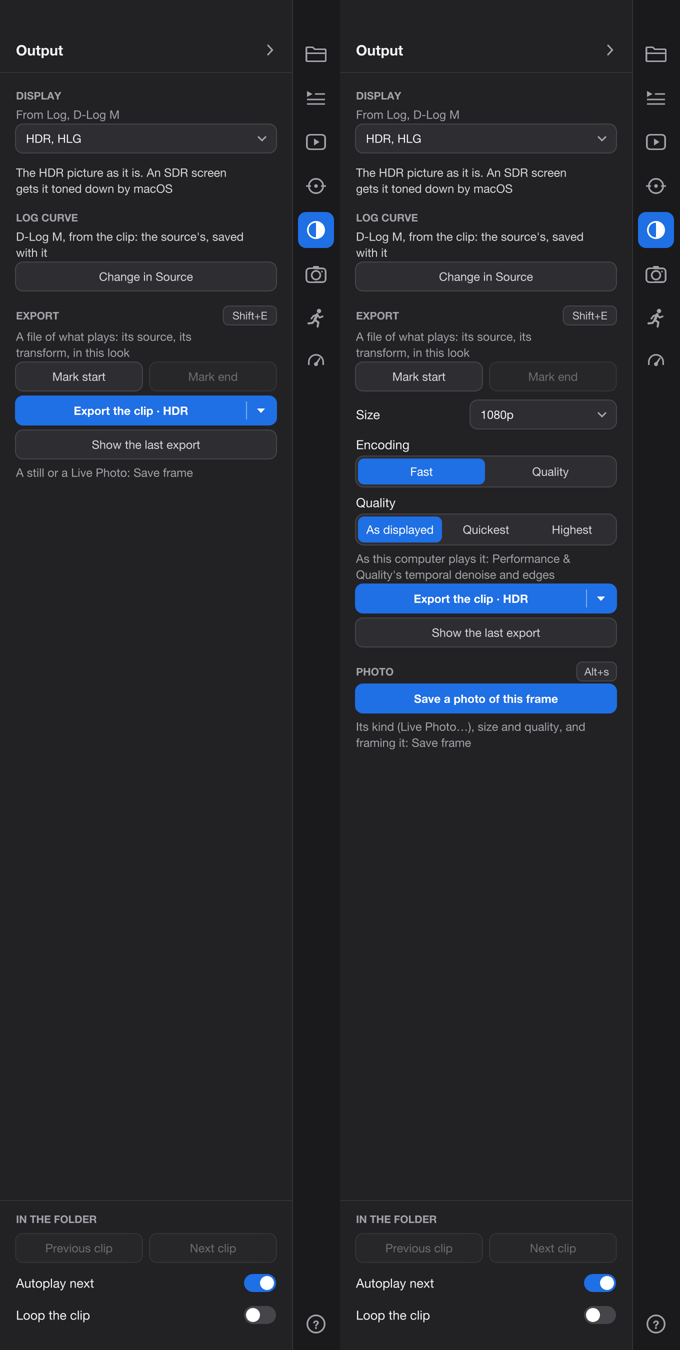 Output
DISPLAY
From Log, D-Log M
HDR, HLG
The HDR picture as it is. An SDR screen
gets it toned down by macOS
LOG CURVE
D-Log M, from the clip: the source's, saved
with it
Change in Source
EXPORT
Shift+E
A file of what plays: its source, its
transform, in this look
Mark start
Mark end
Export the clip · HDR
Show the last export
A still or a Live Photo: Save frame
IN THE FOLDER
Previous clip
Next clip
Autoplay next
Loop the clip
?
Output
DISPLAY
From Log, D-Log M
HDR, HLG
The HDR picture as it is. An SDR screen
gets it toned down by macOS
LOG CURVE
D-Log M, from the clip: the source's, saved
with it
Change in Source
EXPORT
Shift+E
A file of what plays: its source, its
transform, in this look
Mark start
Mark end
Size
1080p
Encoding
Fast
Quality
Quality
As displayed
Quickest
Highest
As this computer plays it: Performance &
Quality's temporal denoise and edges
Export the clip · HDR
Show the last export
PHOTO
Alt+s
Save a photo of this frame
Its kind (Live Photo…), size and quality, and
framing it: Save frame
IN THE FOLDER
Previous clip
Next clip
Autoplay next
Loop the clip
?